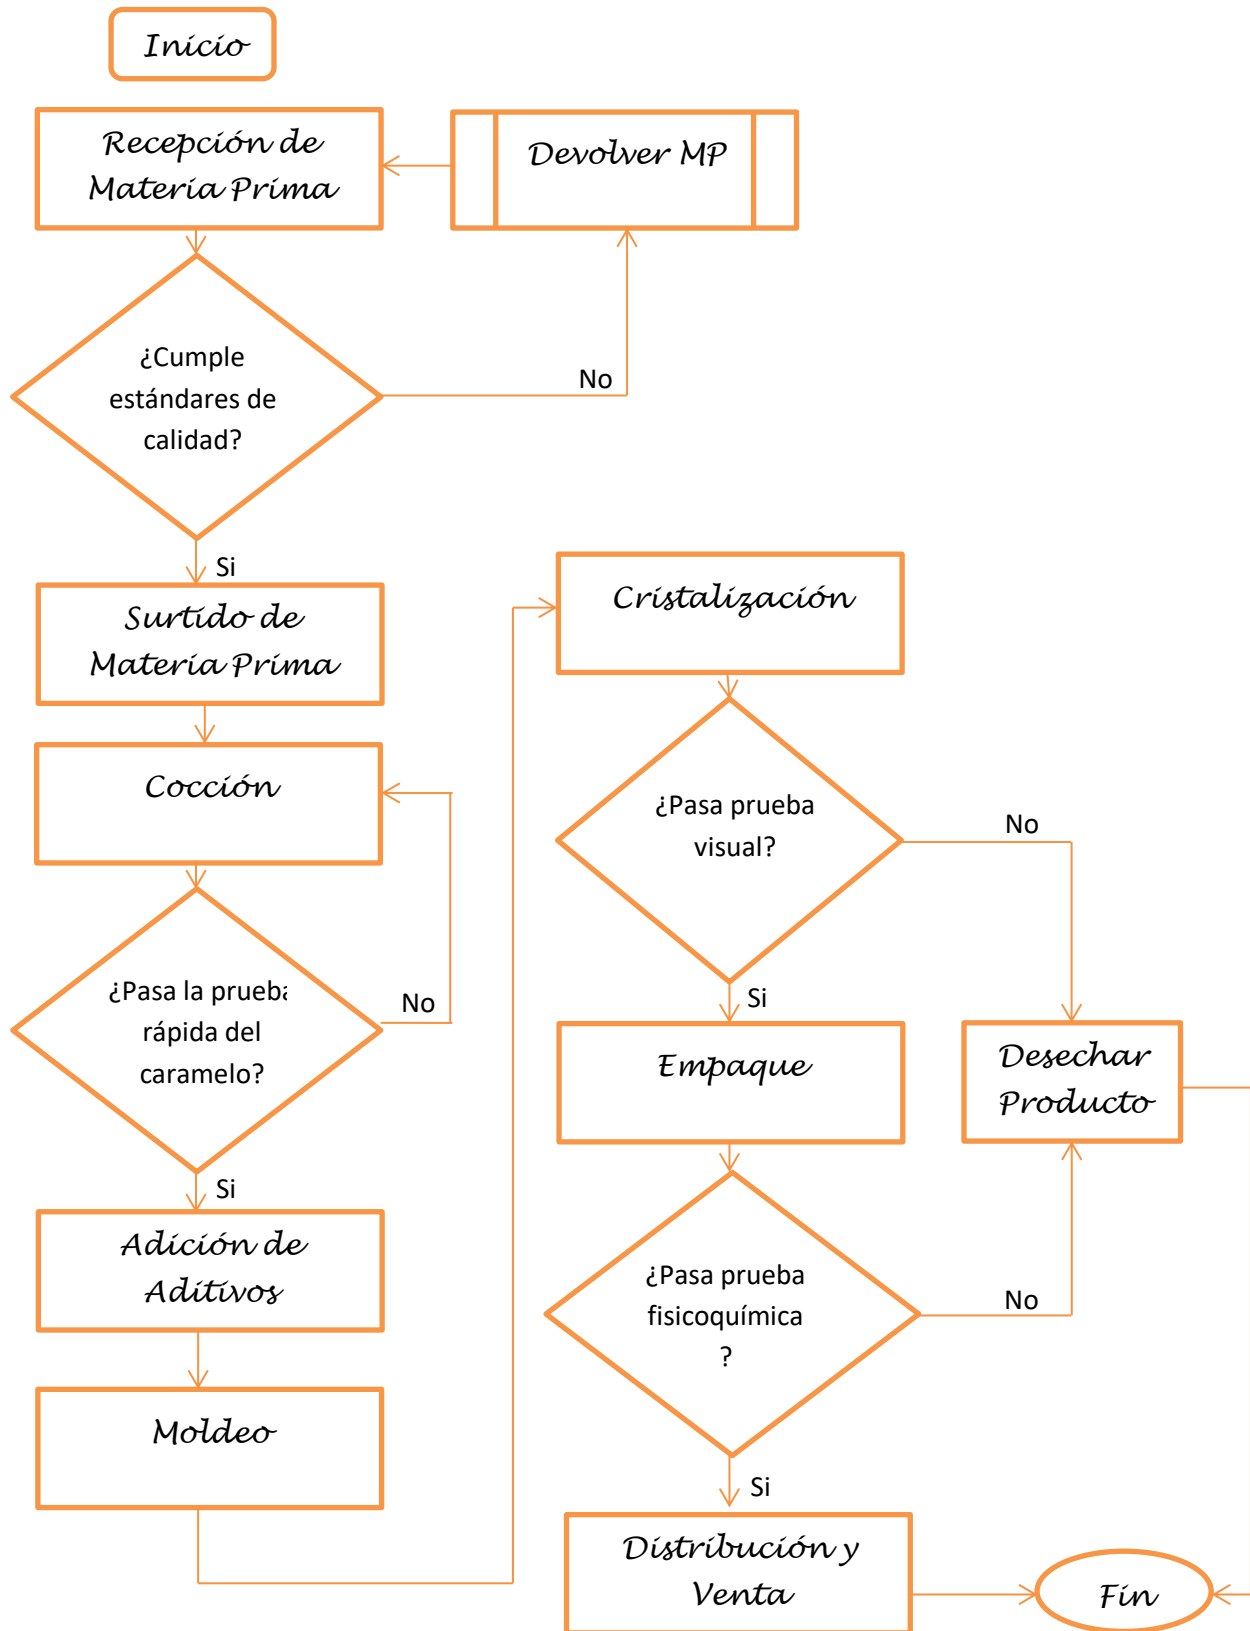 Inicio
Recepción de
Materia Prima
Devolver MP
¿Cumple
estándares de
calidad?
No
Si
Surtido de
Materia Prima
Cocción
¿Pasa la prueba
rápida del
caramelo?
No
Si
Adición de
Aditivos
Moldeo
Cristalización
¿Pasa prueba
visual?
No
Si
Empaque
Desechar
Producto
¿Pasa prueba
fisicoquímica
?
No
Si
Distribución y
Venta
Fin